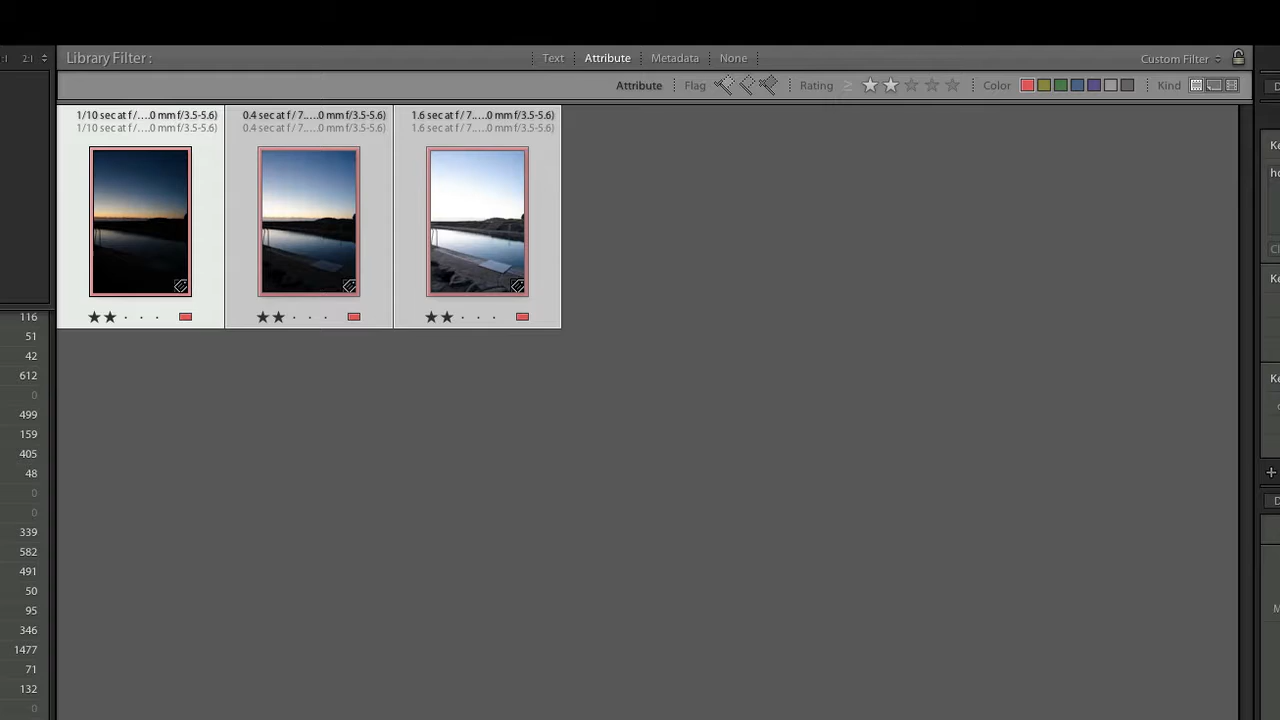 :1 2:1
Library Filter : Text Attribute Metadata None Custom Filter
Attribute Flag Rating ≥ Color Kind
1/10 sec at f /....0 mm f/3.5-5.6)
1/10 sec at f /....0 mm f/3.5-5.6)
0.4 sec at f / 7.....0 mm f/3.5-5.6)
0.4 sec at f / 7.....0 mm f/3.5-5.6)
1.6 sec at f / 7.....0 mm f/3.5-5.6)
1.6 sec at f / 7.....0 mm f/3.5-5.6)
116
51
42
612
0
499
159
405
48
0
0
339
582
491
50
95
346
1477
71
132
0